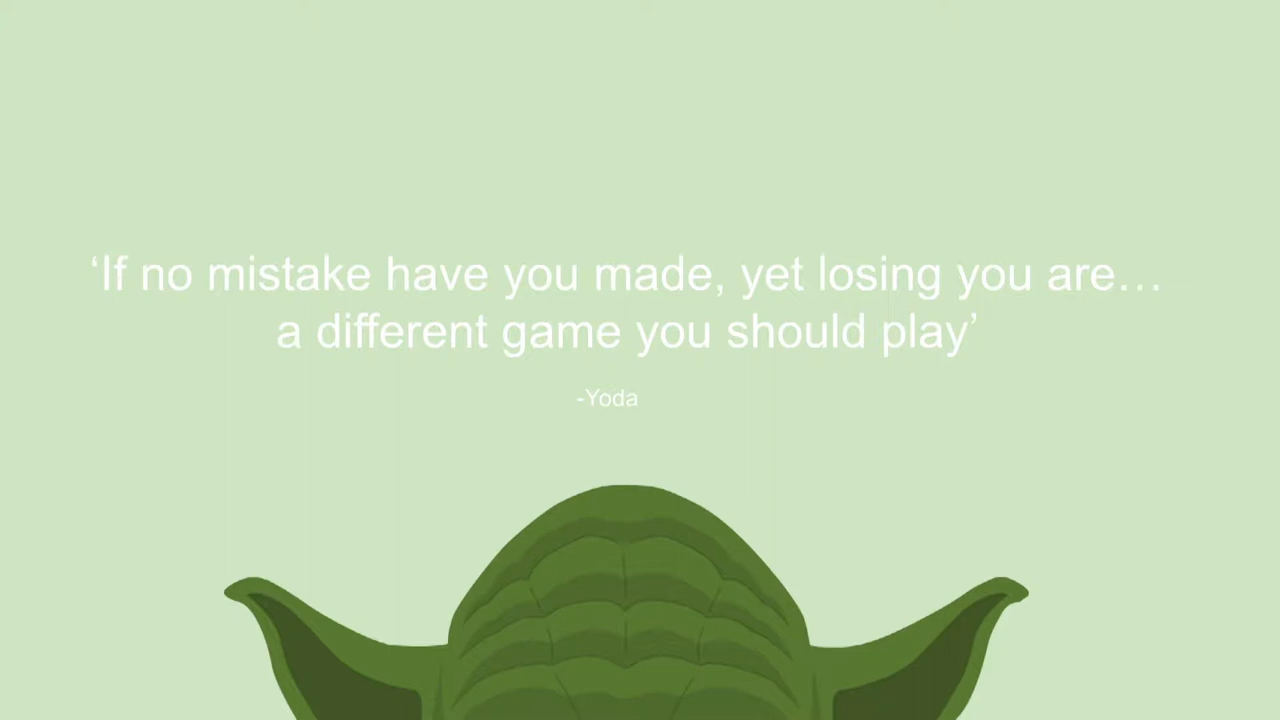 ‘If no mistake have you made, yet losing you are…
a different game you should play’
-Yoda